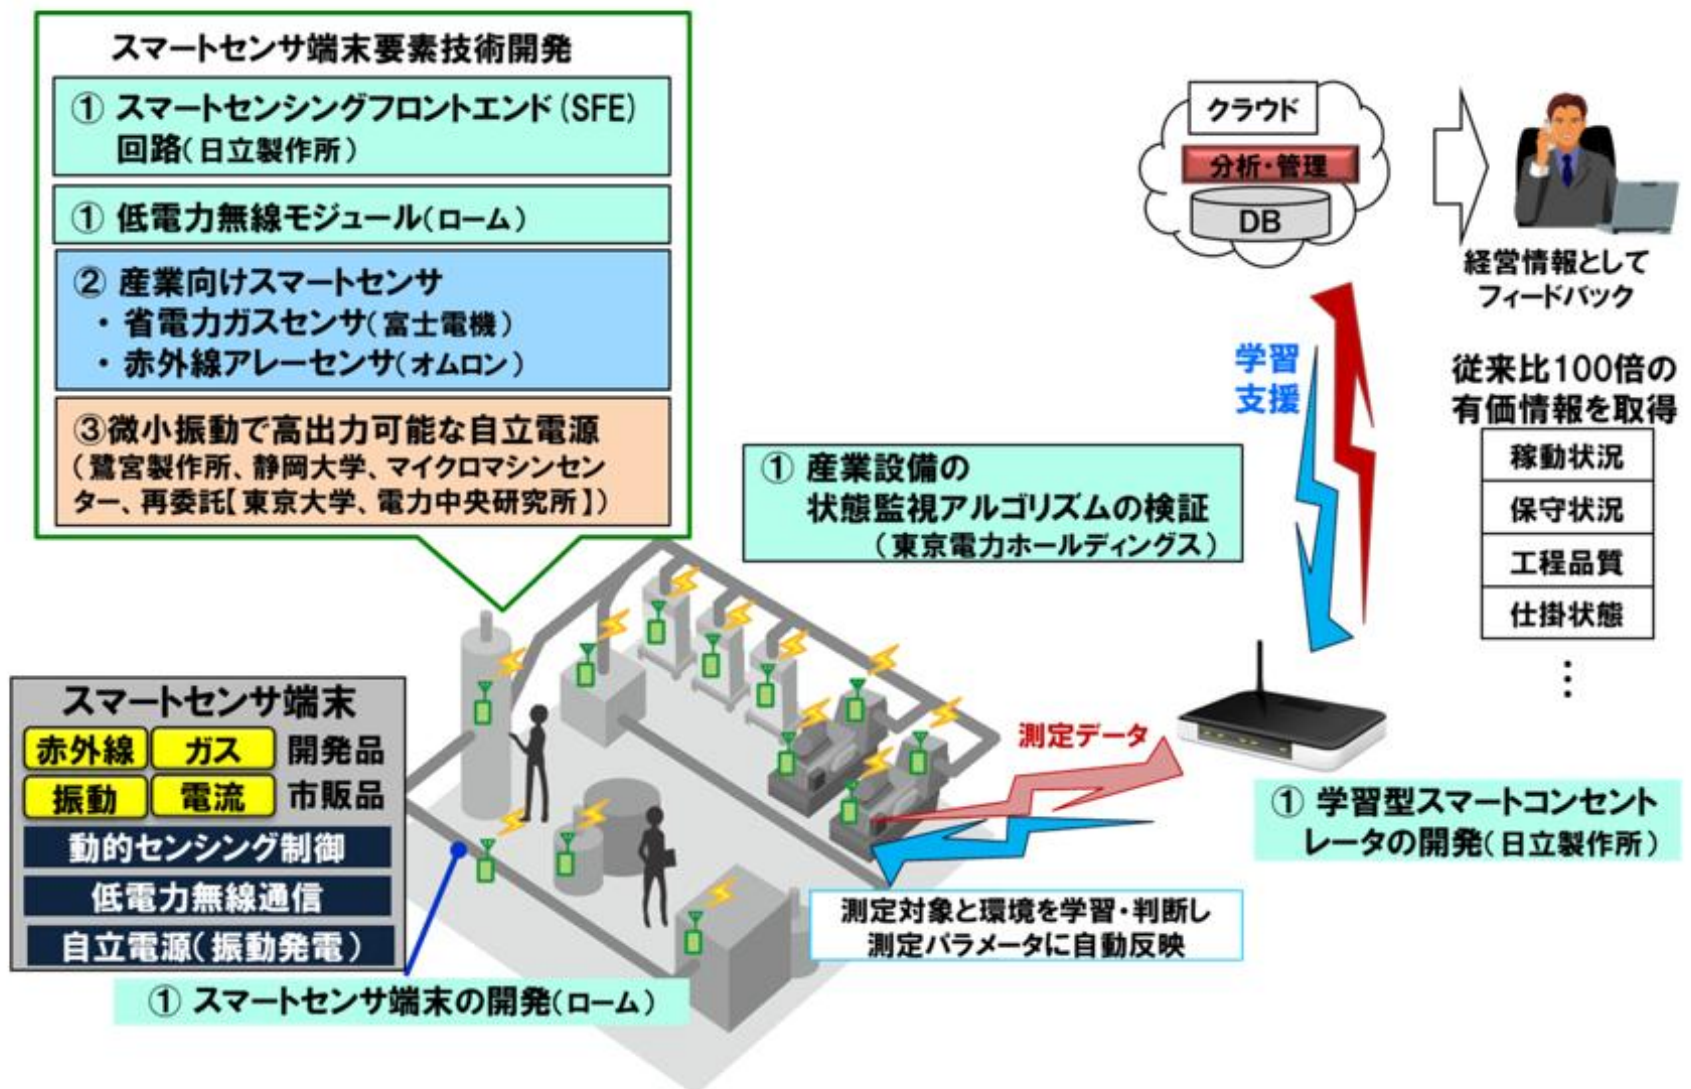 スマートセンサ端末要素技術開発
① スマートセンシングフロントエンド(SFE)
回路(日立製作所)
① 低電力無線モジュール(ローム)
② 産業向けスマートセンサ
・ 省電力ガスセンサ(富士電機)
・ 赤外線アレーセンサ(オムロン)
③微小振動で高出力可能な自立電源
(鷺宮製作所、静岡大学、マイクロマシンセン
ター、再委託【東京大学、電力中央研究所】)
クラウド
分析・管理
DB
経営情報として
フィードバック
学習
支援
従来比100倍の
有価情報を取得
稼動状況
保守状況
工程品質
仕掛状態
⋮
① 産業設備の
状態監視アルゴリズムの検証
(東京電力ホールディングス)
スマートセンサ端末
赤外線 ガス 開発品
振動 電流 市販品
動的センシング制御
低電力無線通信
自立電源(振動発電)
測定データ
① 学習型スマートコンセント
レータの開発(日立製作所)
測定対象と環境を学習・判断し
測定パラメータに自動反映
① スマートセンサ端末の開発(ローム)